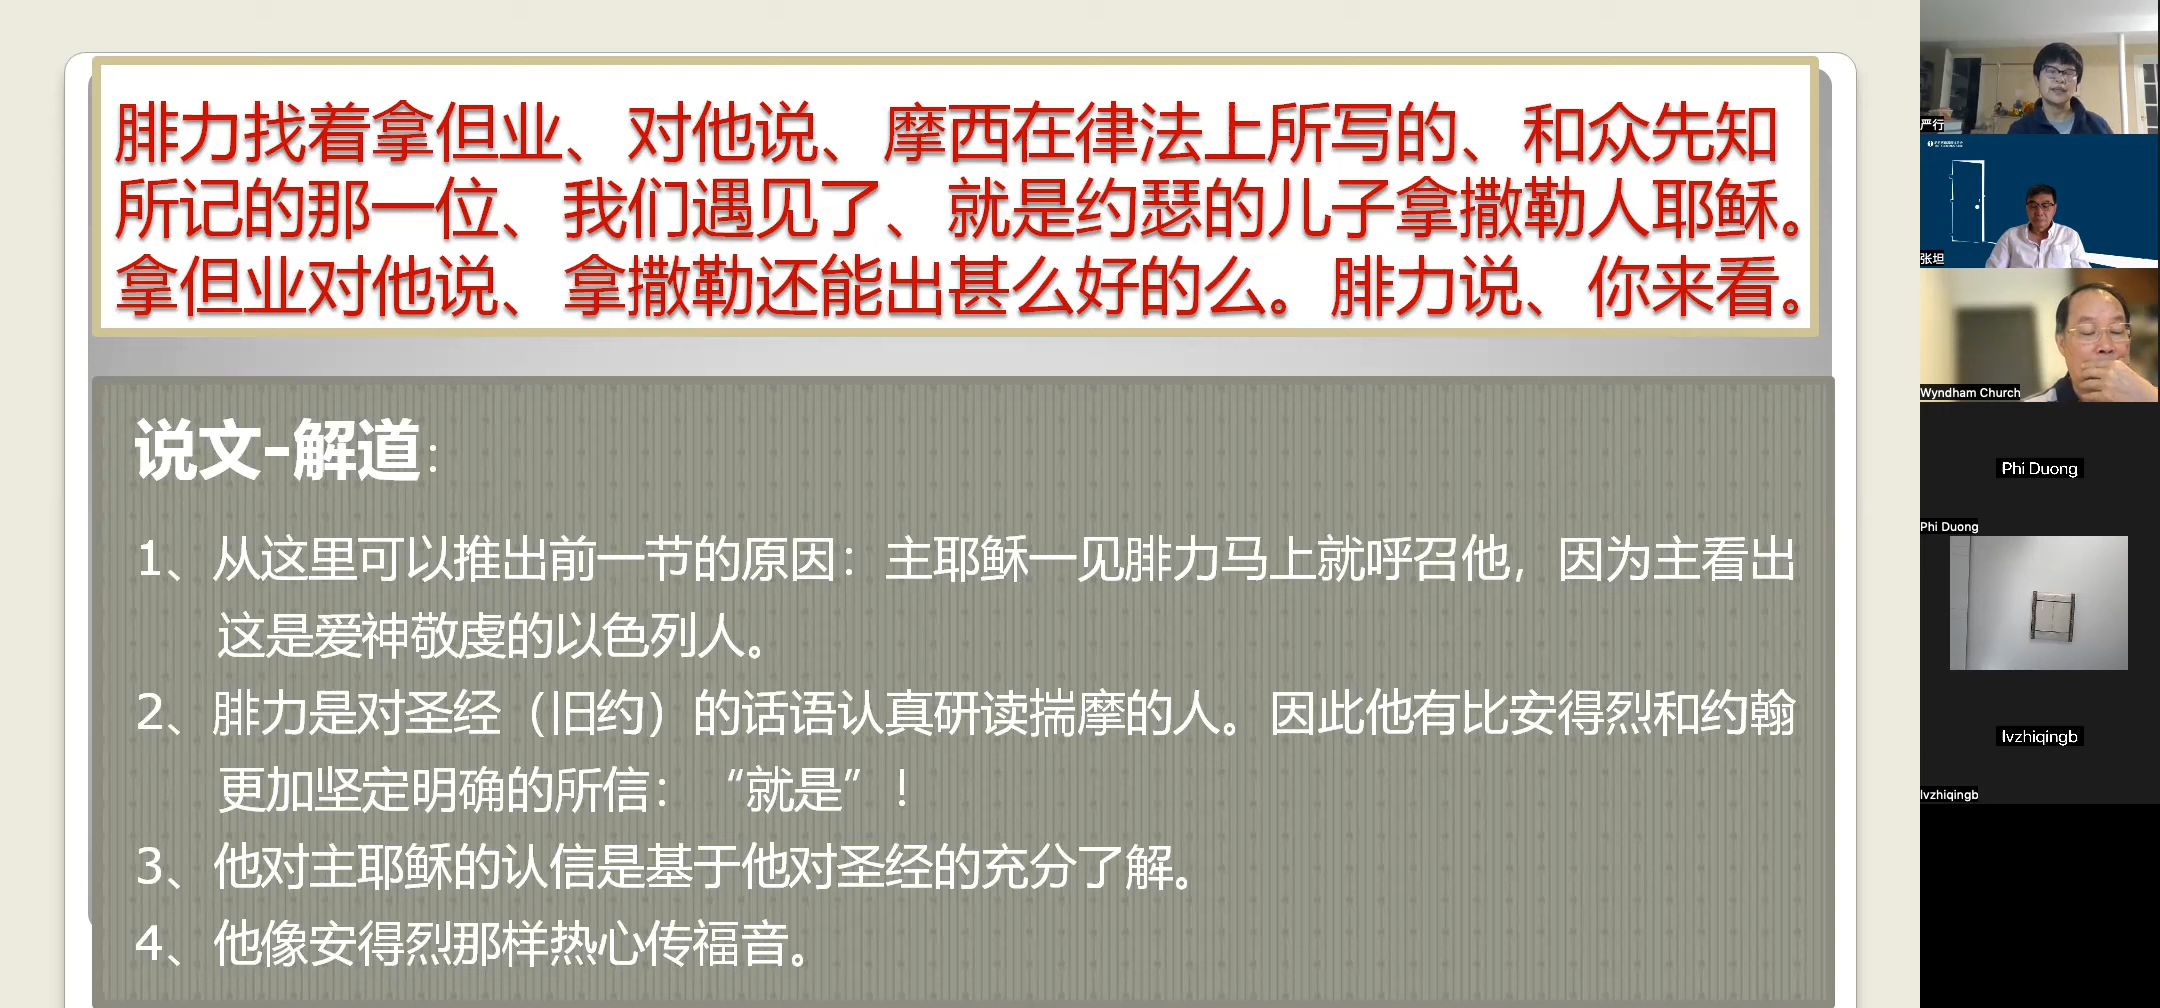 腓力找着拿但业、对他说、摩西在律法上所写的、和众先知
所记的那一位、我们遇见了、就是约瑟的儿子拿撒勒人耶稣。
拿但业对他说、拿撒勒还能出甚么好的么。腓力说、你来看。
说文-解道：
1、从这里可以推出前一节的原因：主耶稣一见腓力马上就呼召他，因为主看出
这是爱神敬虔的以色列人。
2、腓力是对圣经（旧约）的话语认真研读揣摩的人。因此他有比安得烈和约翰
更加坚定明确的所信：“就是”！
3、他对主耶稣的认信是基于他对圣经的充分了解。
4、他像安得烈那样热心传福音。
严行
张坦
Wyndham Church
Phi Duong
Phi Duong
lvzhiqingb
lvzhiqingb